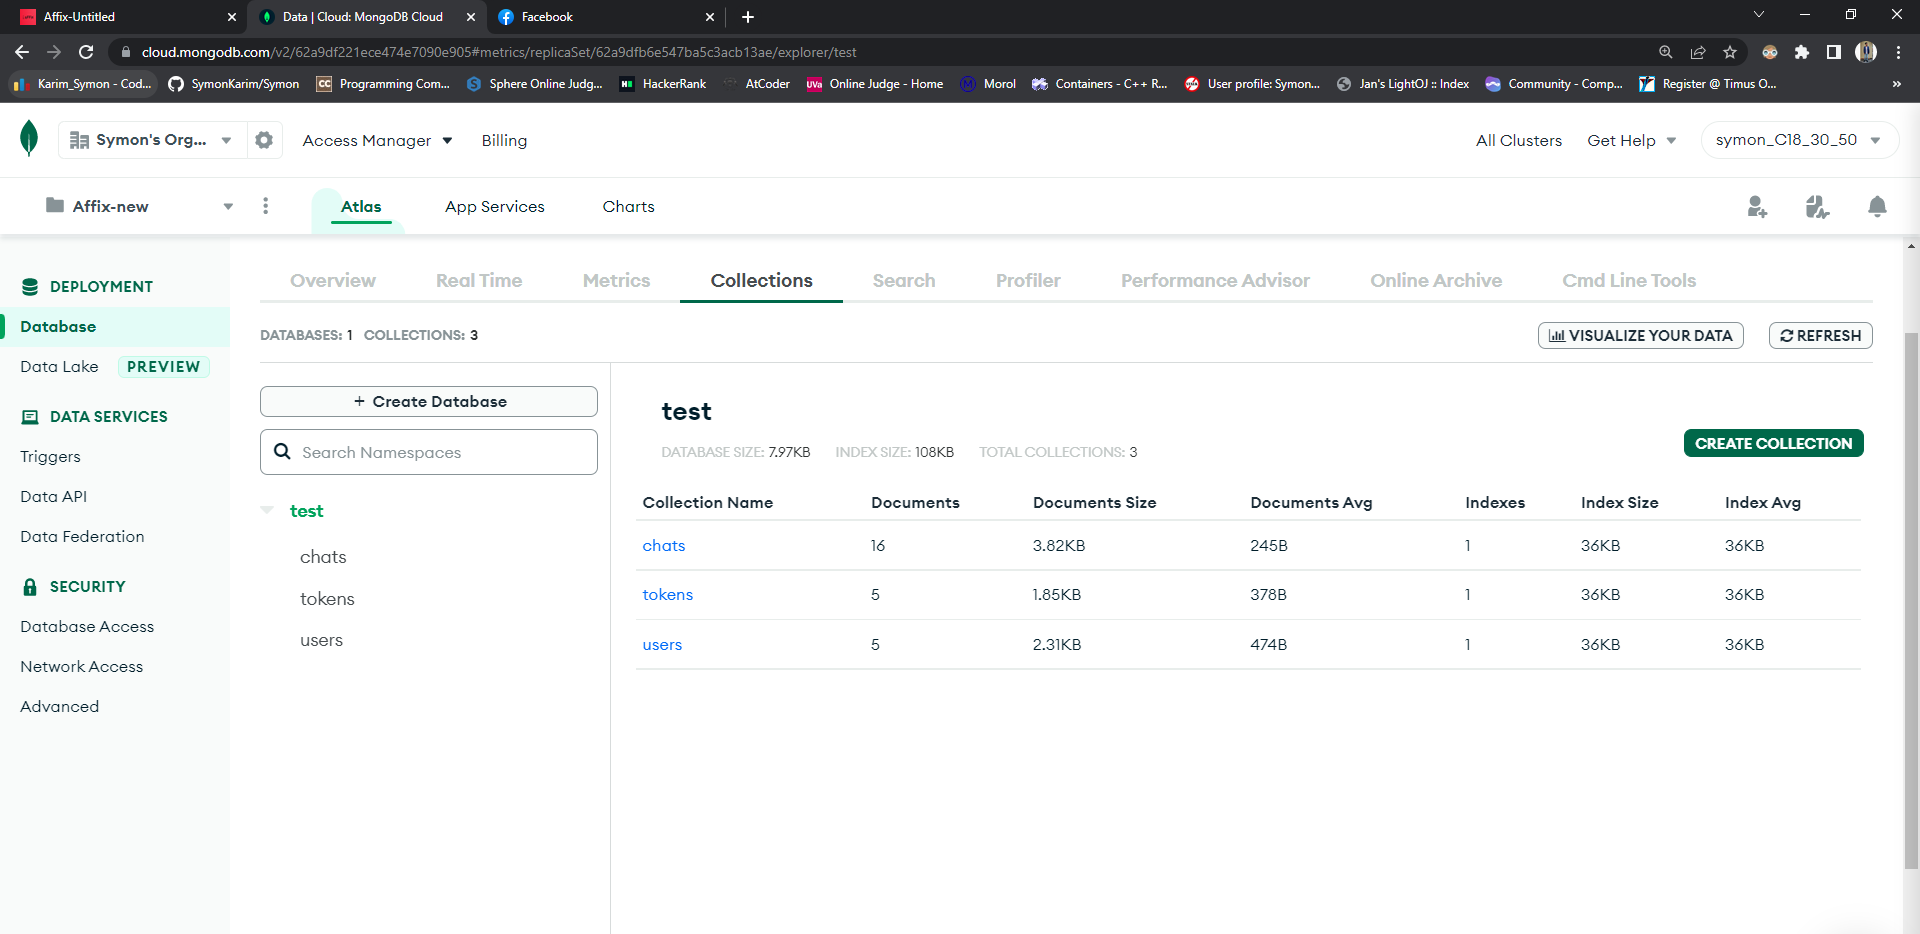 Affix-Untitled
Data | Cloud: MongoDB Cloud
Facebook
cloud.mongodb.com/v2/62a9df221ece474e7090e905#metrics/replicaSet/62a9dfb6e547ba5c3acb13ae/explorer/test
Karim_Symon - Cod...
SymonKarim/Symon
CC Programming Com...
Sphere Online Judg...
HackerRank
AtCoder
UVa Online Judge - Home
Morol
Containers - C++ R...
User profile: Symon...
Jan's LightOJ :: Index
Community - Comp...
Register @ Timus O...
»
Symon's Org...
Access Manager
Billing
All Clusters
Get Help
symon_C18_30_50
Affix-new
Atlas
App Services
Charts
DEPLOYMENT
Database
Data Lake PREVIEW
DATA SERVICES
Triggers
Data API
Data Federation
SECURITY
Database Access
Network Access
Advanced
Overview
Real Time
Metrics
Collections
Search
Profiler
Performance Advisor
Online Archive
Cmd Line Tools
DATABASES: 1 COLLECTIONS: 3
VISUALIZE YOUR DATA
REFRESH
+ Create Database
Search Namespaces
test
chats
tokens
users
test
DATABASE SIZE: 7.97KB INDEX SIZE: 108KB TOTAL COLLECTIONS: 3
CREATE COLLECTION
Collection Name Documents Documents Size Documents Avg Indexes Index Size Index Avg
chats 16 3.82KB 245B 1 36KB 36KB
tokens 5 1.85KB 378B 1 36KB 36KB
users 5 2.31KB 474B 1 36KB 36KB